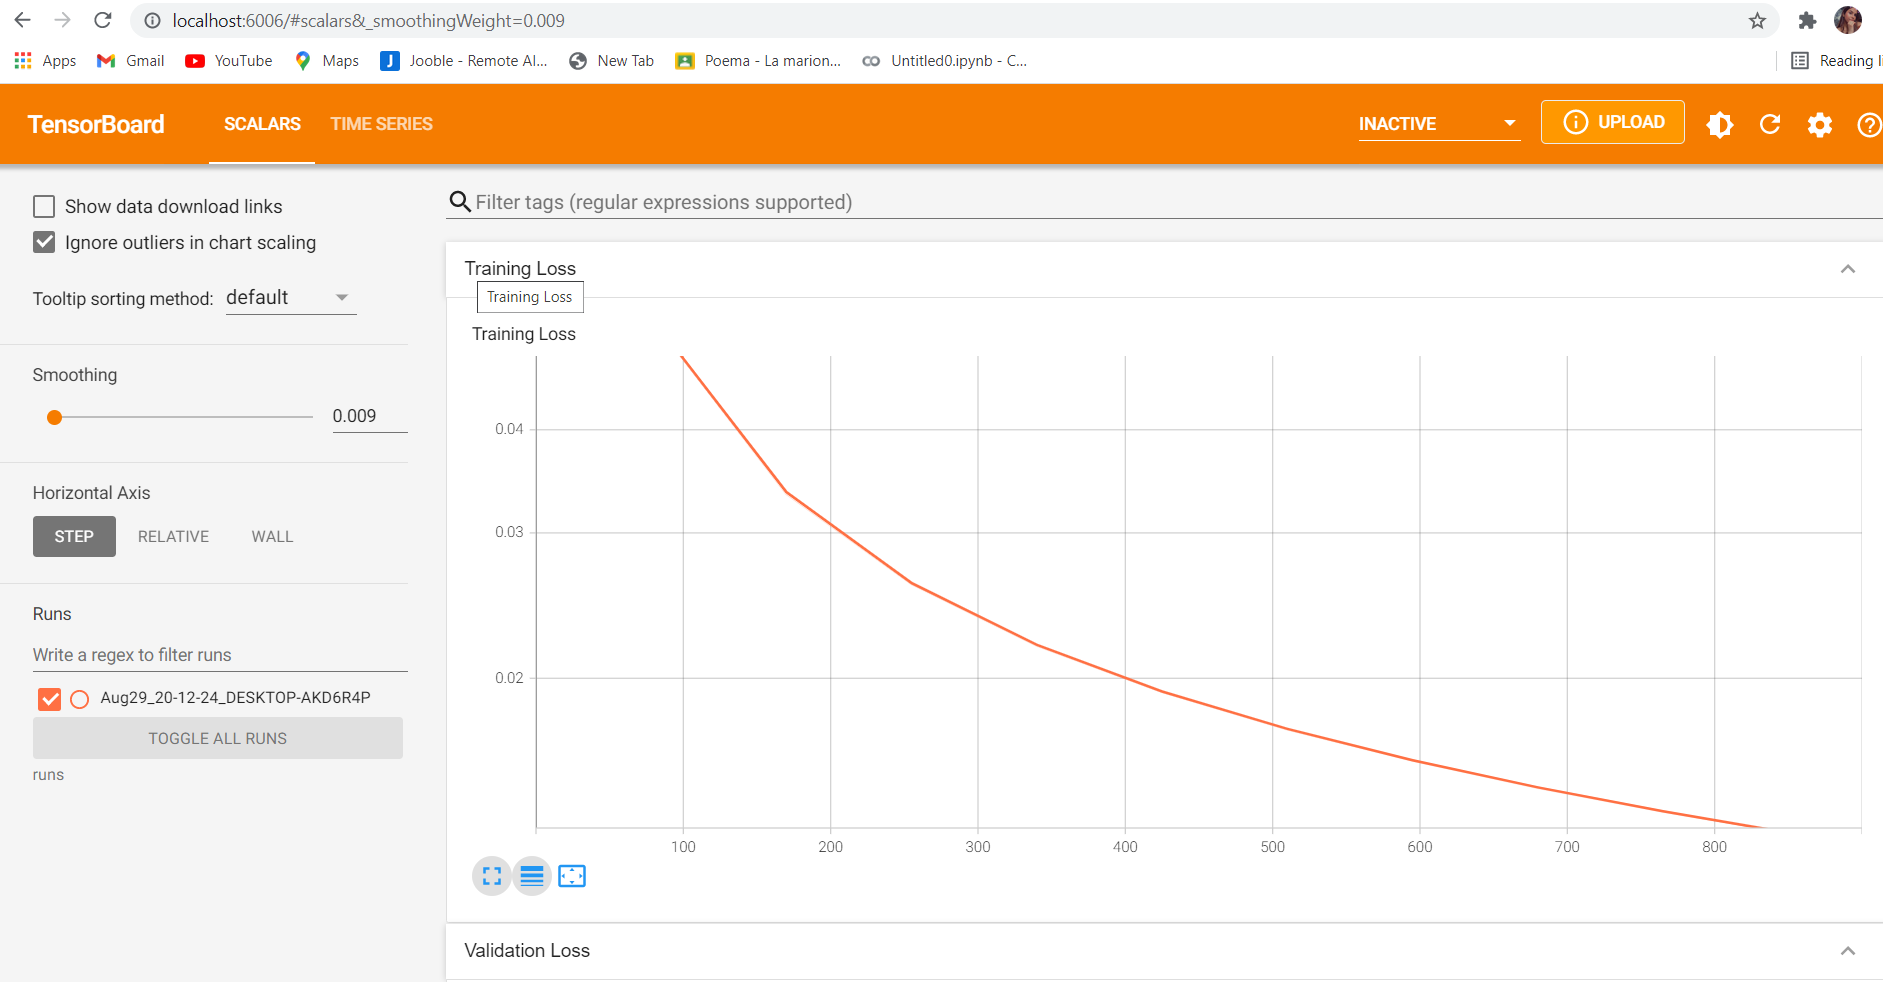 localhost:6006/#scalars&_smoothingWeight=0.009
Apps
Gmail
YouTube
Maps
Jooble - Remote AI...
New Tab
Poema - La marion...
Untitled0.ipynb - C...
Reading li
TensorBoard
SCALARS
TIME SERIES
INACTIVE
UPLOAD
Show data download links
Ignore outliers in chart scaling
Tooltip sorting method:
default
Smoothing
0.009
Horizontal Axis
STEP
RELATIVE
WALL
Runs
Write a regex to filter runs
Aug29_20-12-24_DESKTOP-AKD6R4P
TOGGLE ALL RUNS
runs
Filter tags (regular expressions supported)
Training Loss
Training Loss
Training Loss
0.04
0.03
0.02
100 200 300 400 500 600 700 800
Validation Loss